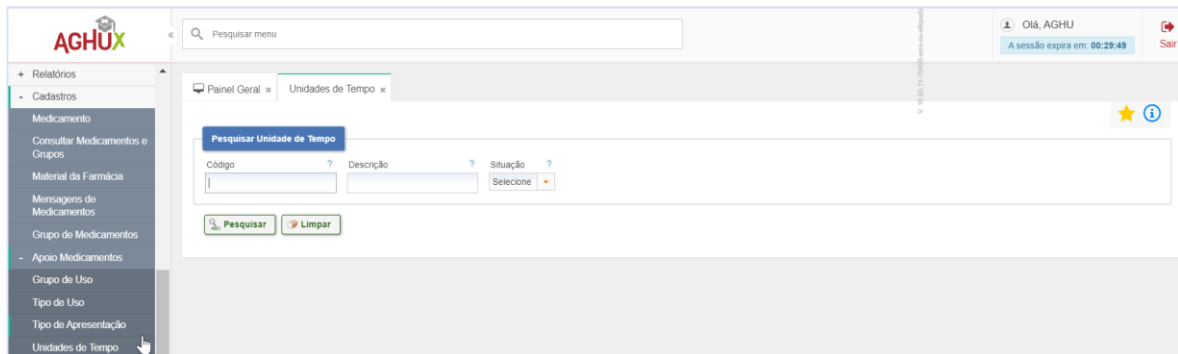 AGHUX
«
Pesquisar menu
Olá, AGHU
A sessão expira em: 00:29:49
Sair
+ Relatórios
- Cadastros
Medicamento
Consultar Medicamentos e
Grupos
Material da Farmácia
Mensagens de
Medicamentos
Grupo de Medicamentos
- Apoio Medicamentos
Grupo de Uso
Tipo de Uso
Tipo de Apresentação
Unidades de Tempo
Painel Geral
Unidades de Tempo
Pesquisar Unidade de Tempo
Código ? Descrição ? Situação ?
Selecione
Pesquisar Limpar